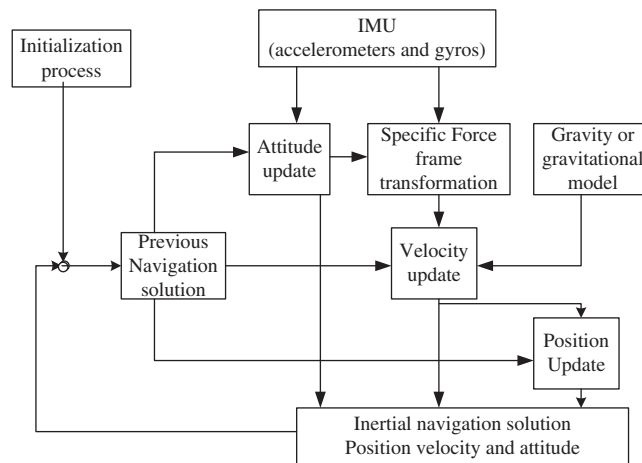 IMU
(accelerometers and gyros)
Initialization
process
Attitude
update
Specific Force
frame
transformation
Gravity or
gravitational
model
Previous
Navigation
solution
Velocity
update
Position
Update
Inertial navigation solution
Position velocity and attitude